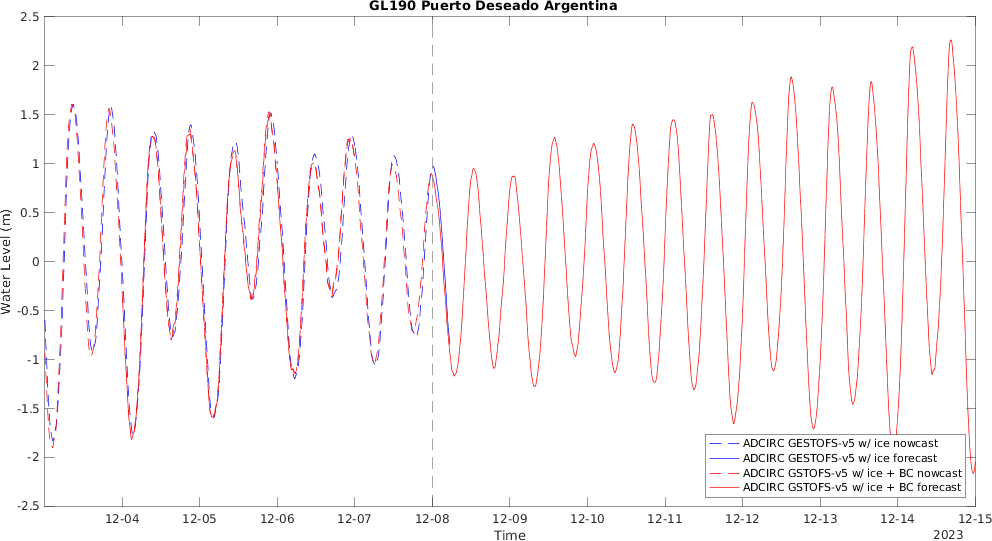 GL190 Puerto Deseado Argentina
2.5
2
1.5
1
0.5
0
-0.5
-1
-1.5
-2
-2.5
Water Level (m)
ADCIRC GESTOFS-v5 w/ ice nowcast
ADCIRC GESTOFS-v5 w/ ice forecast
ADCIRC GSTOFS-v5 w/ ice + BC nowcast
ADCIRC GSTOFS-v5 w/ ice + BC forecast
12-04 12-05 12-06 12-07 12-08 12-09 12-10 12-11 12-12 12-13 12-14 12-15
Time
2023